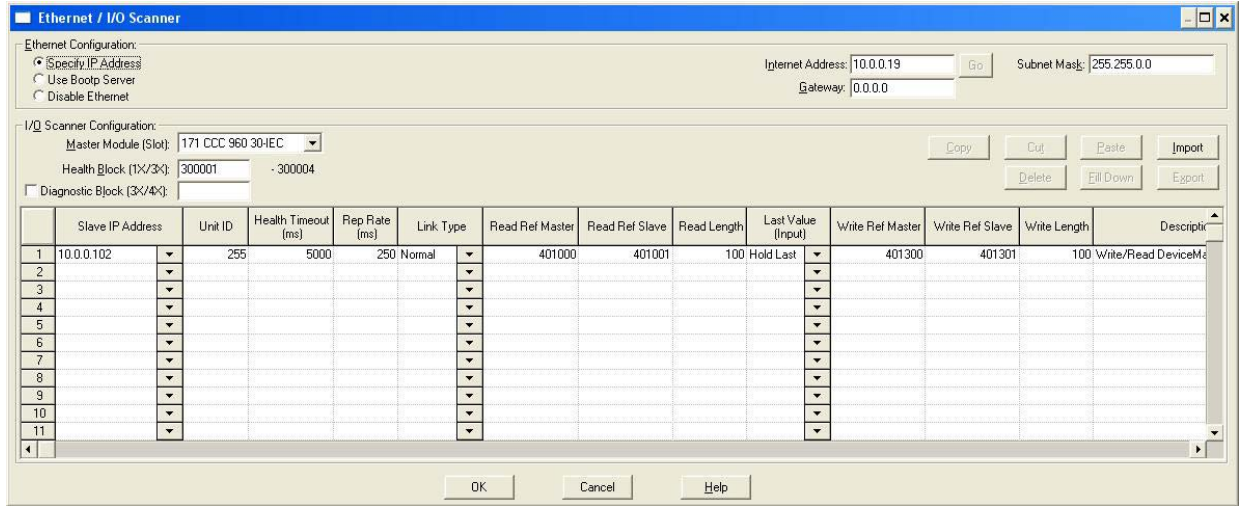 Ethernet / I/O Scanner
Ethernet Configuration:
Specify IP Address
Use Bootp Server
Disable Ethernet
Internet Address: 10.0.0.19 Go Subnet Mask: 255.255.0.0
Gateway: 0.0.0.0
I/O Scanner Configuration:
Master Module (Slot): 171 CCC 960 30-IEC
Health Block (1X/3X): 300001 - 300004
Diagnostic Block (3X/4X):
Copy Cut Paste Import
Delete Fill Down Export
Slave IP Address Unit ID Health Timeout (ms) Rep Rate (ms) Link Type Read Ref Master Read Ref Slave Read Length Last Value (Input) Write Ref Master Write Ref Slave Write Length Descriptic
1 10.0.0.102 255 5000 250 Normal 401000 401001 100 Hold Last 401300 401301 100 Write/Read DeviceMa
2
3
4
5
6
7
8
9
10
11
OK Cancel Help